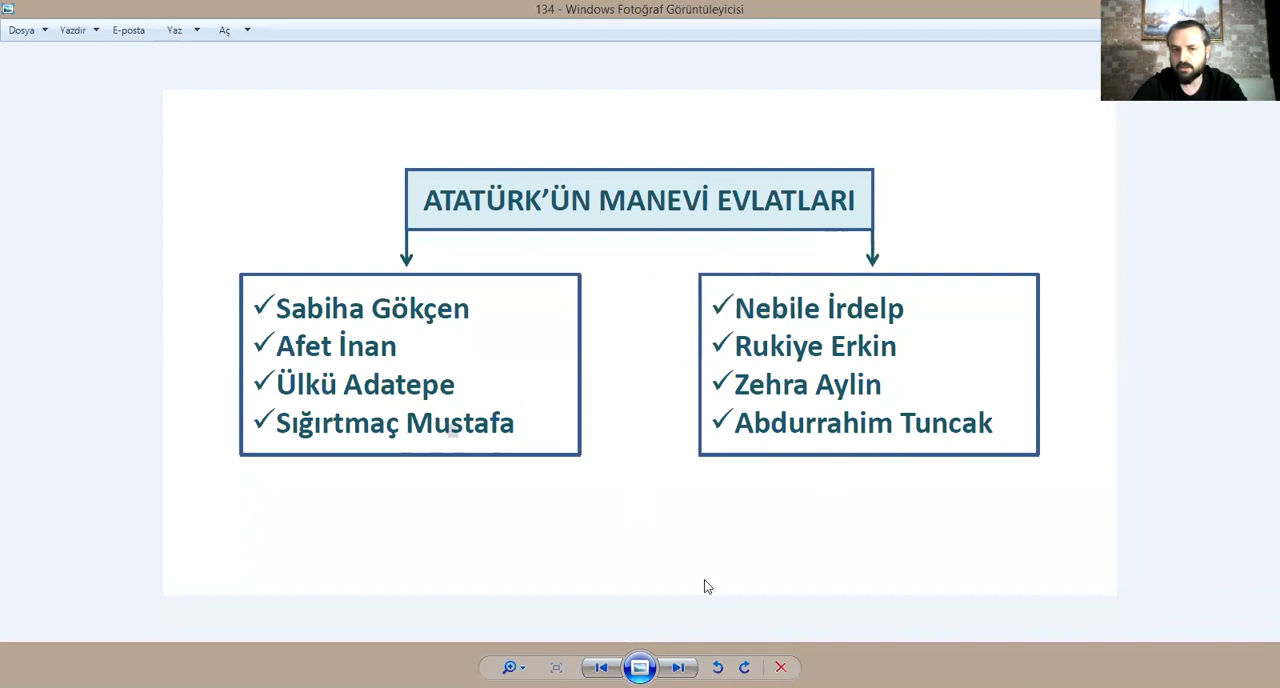 134 - Windows Fotoğraf Görüntüleyicisi
Dosya Yazdır E-posta Yaz Aç
ATATÜRK'ÜN MANEVİ EVLATLARI
✓Sabiha Gökçen
✓Afet İnan
✓Ülkü Adatepe
✓Sığırtmaç Mustafa
✓Nebile İrdelp
✓Rukiye Erkin
✓Zehra Aylin
✓Abdurrahim Tuncak